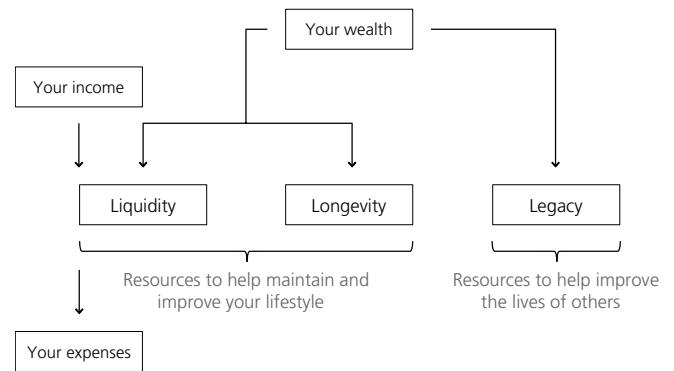 Your wealth
Your income
Liquidity
Longevity
Legacy
Resources to help maintain and
improve your lifestyle
Resources to help improve
the lives of others
Your expenses